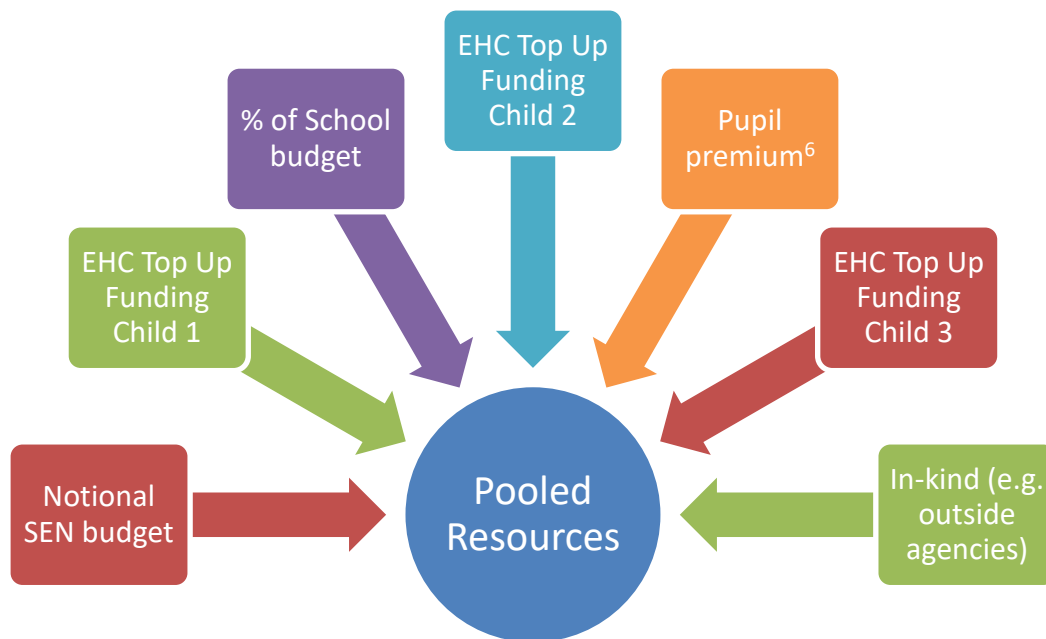 EHC Top Up
Funding
Child 2
% of School
budget
Pupil
premium⁶
EHC Top Up
Funding
Child 1
EHC Top Up
Funding
Child 3
Notional
SEN budget
Pooled
Resources
In-kind (e.g.
outside
agencies)